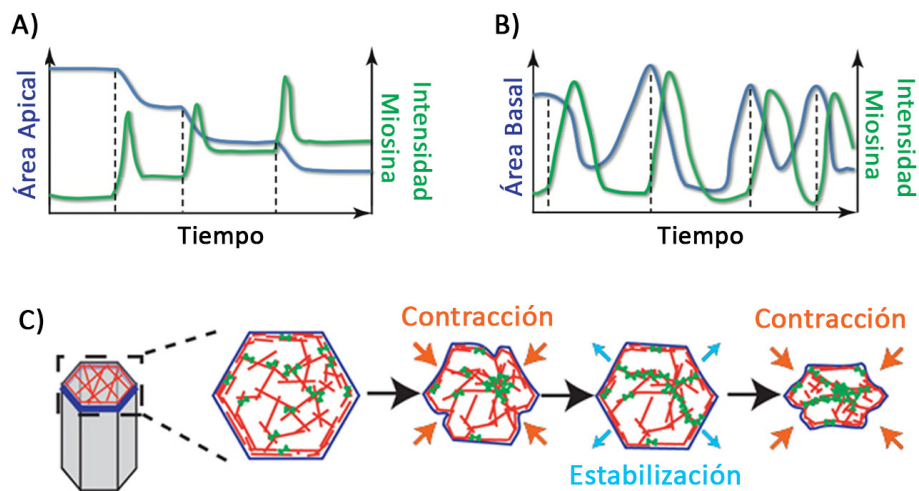 A)
Área Apical
Intensidad
Miosina
Tiempo
B)
Área Basal
Intensidad
Miosina
Tiempo
C)
Contracción
Estabilización
Contracción